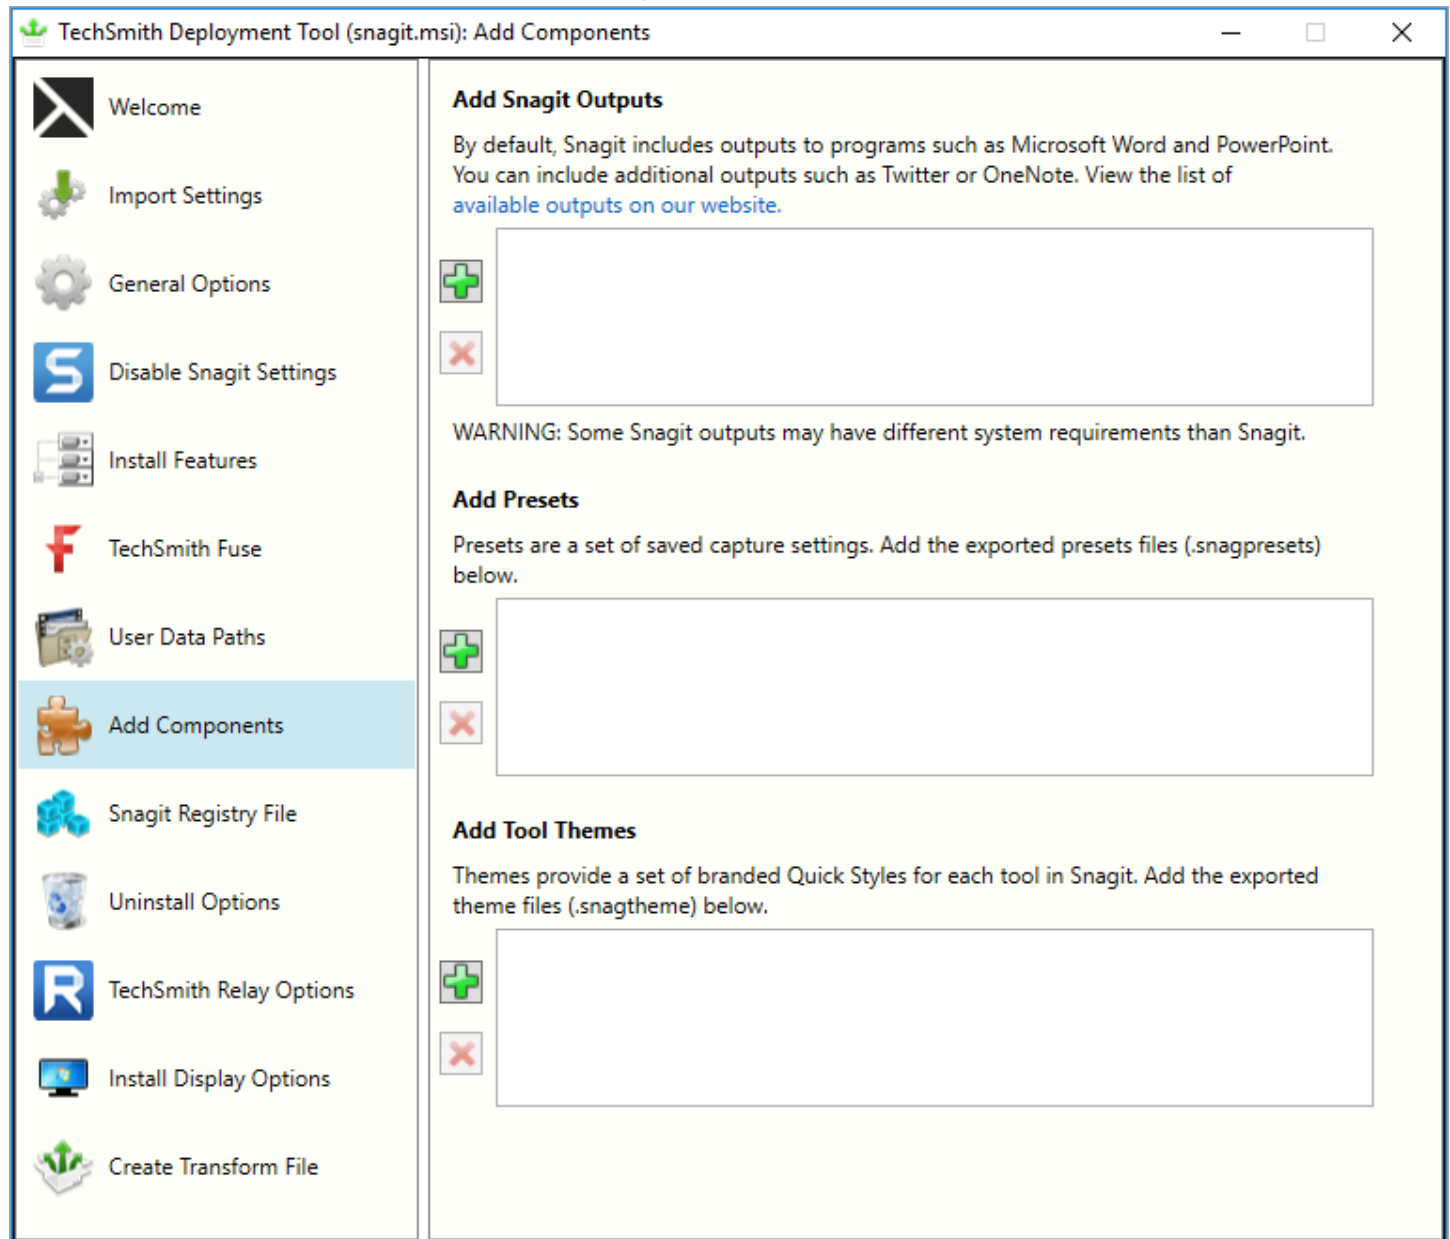 TechSmith Deployment Tool (snagit.msi): Add Components
Welcome
Import Settings
General Options
Disable Snagit Settings
Install Features
TechSmith Fuse
User Data Paths
Add Components
Snagit Registry File
Uninstall Options
TechSmith Relay Options
Install Display Options
Create Transform File
Add Snagit Outputs
By default, Snagit includes outputs to programs such as Microsoft Word and PowerPoint.
You can include additional outputs such as Twitter or OneNote. View the list of
available outputs on our website.
WARNING: Some Snagit outputs may have different system requirements than Snagit.
Add Presets
Presets are a set of saved capture settings. Add the exported presets files (.snagpresets)
below.
Add Tool Themes
Themes provide a set of branded Quick Styles for each tool in Snagit. Add the exported
theme files (.snagtheme) below.